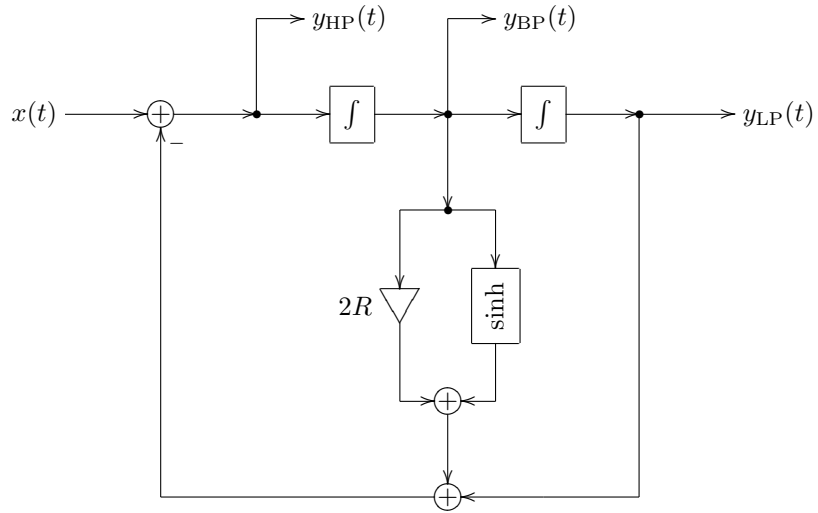 y_HP(t)
y_BP(t)
x(t)
+
∫
∫
y_LP(t)
−
2R
sinh
+
+